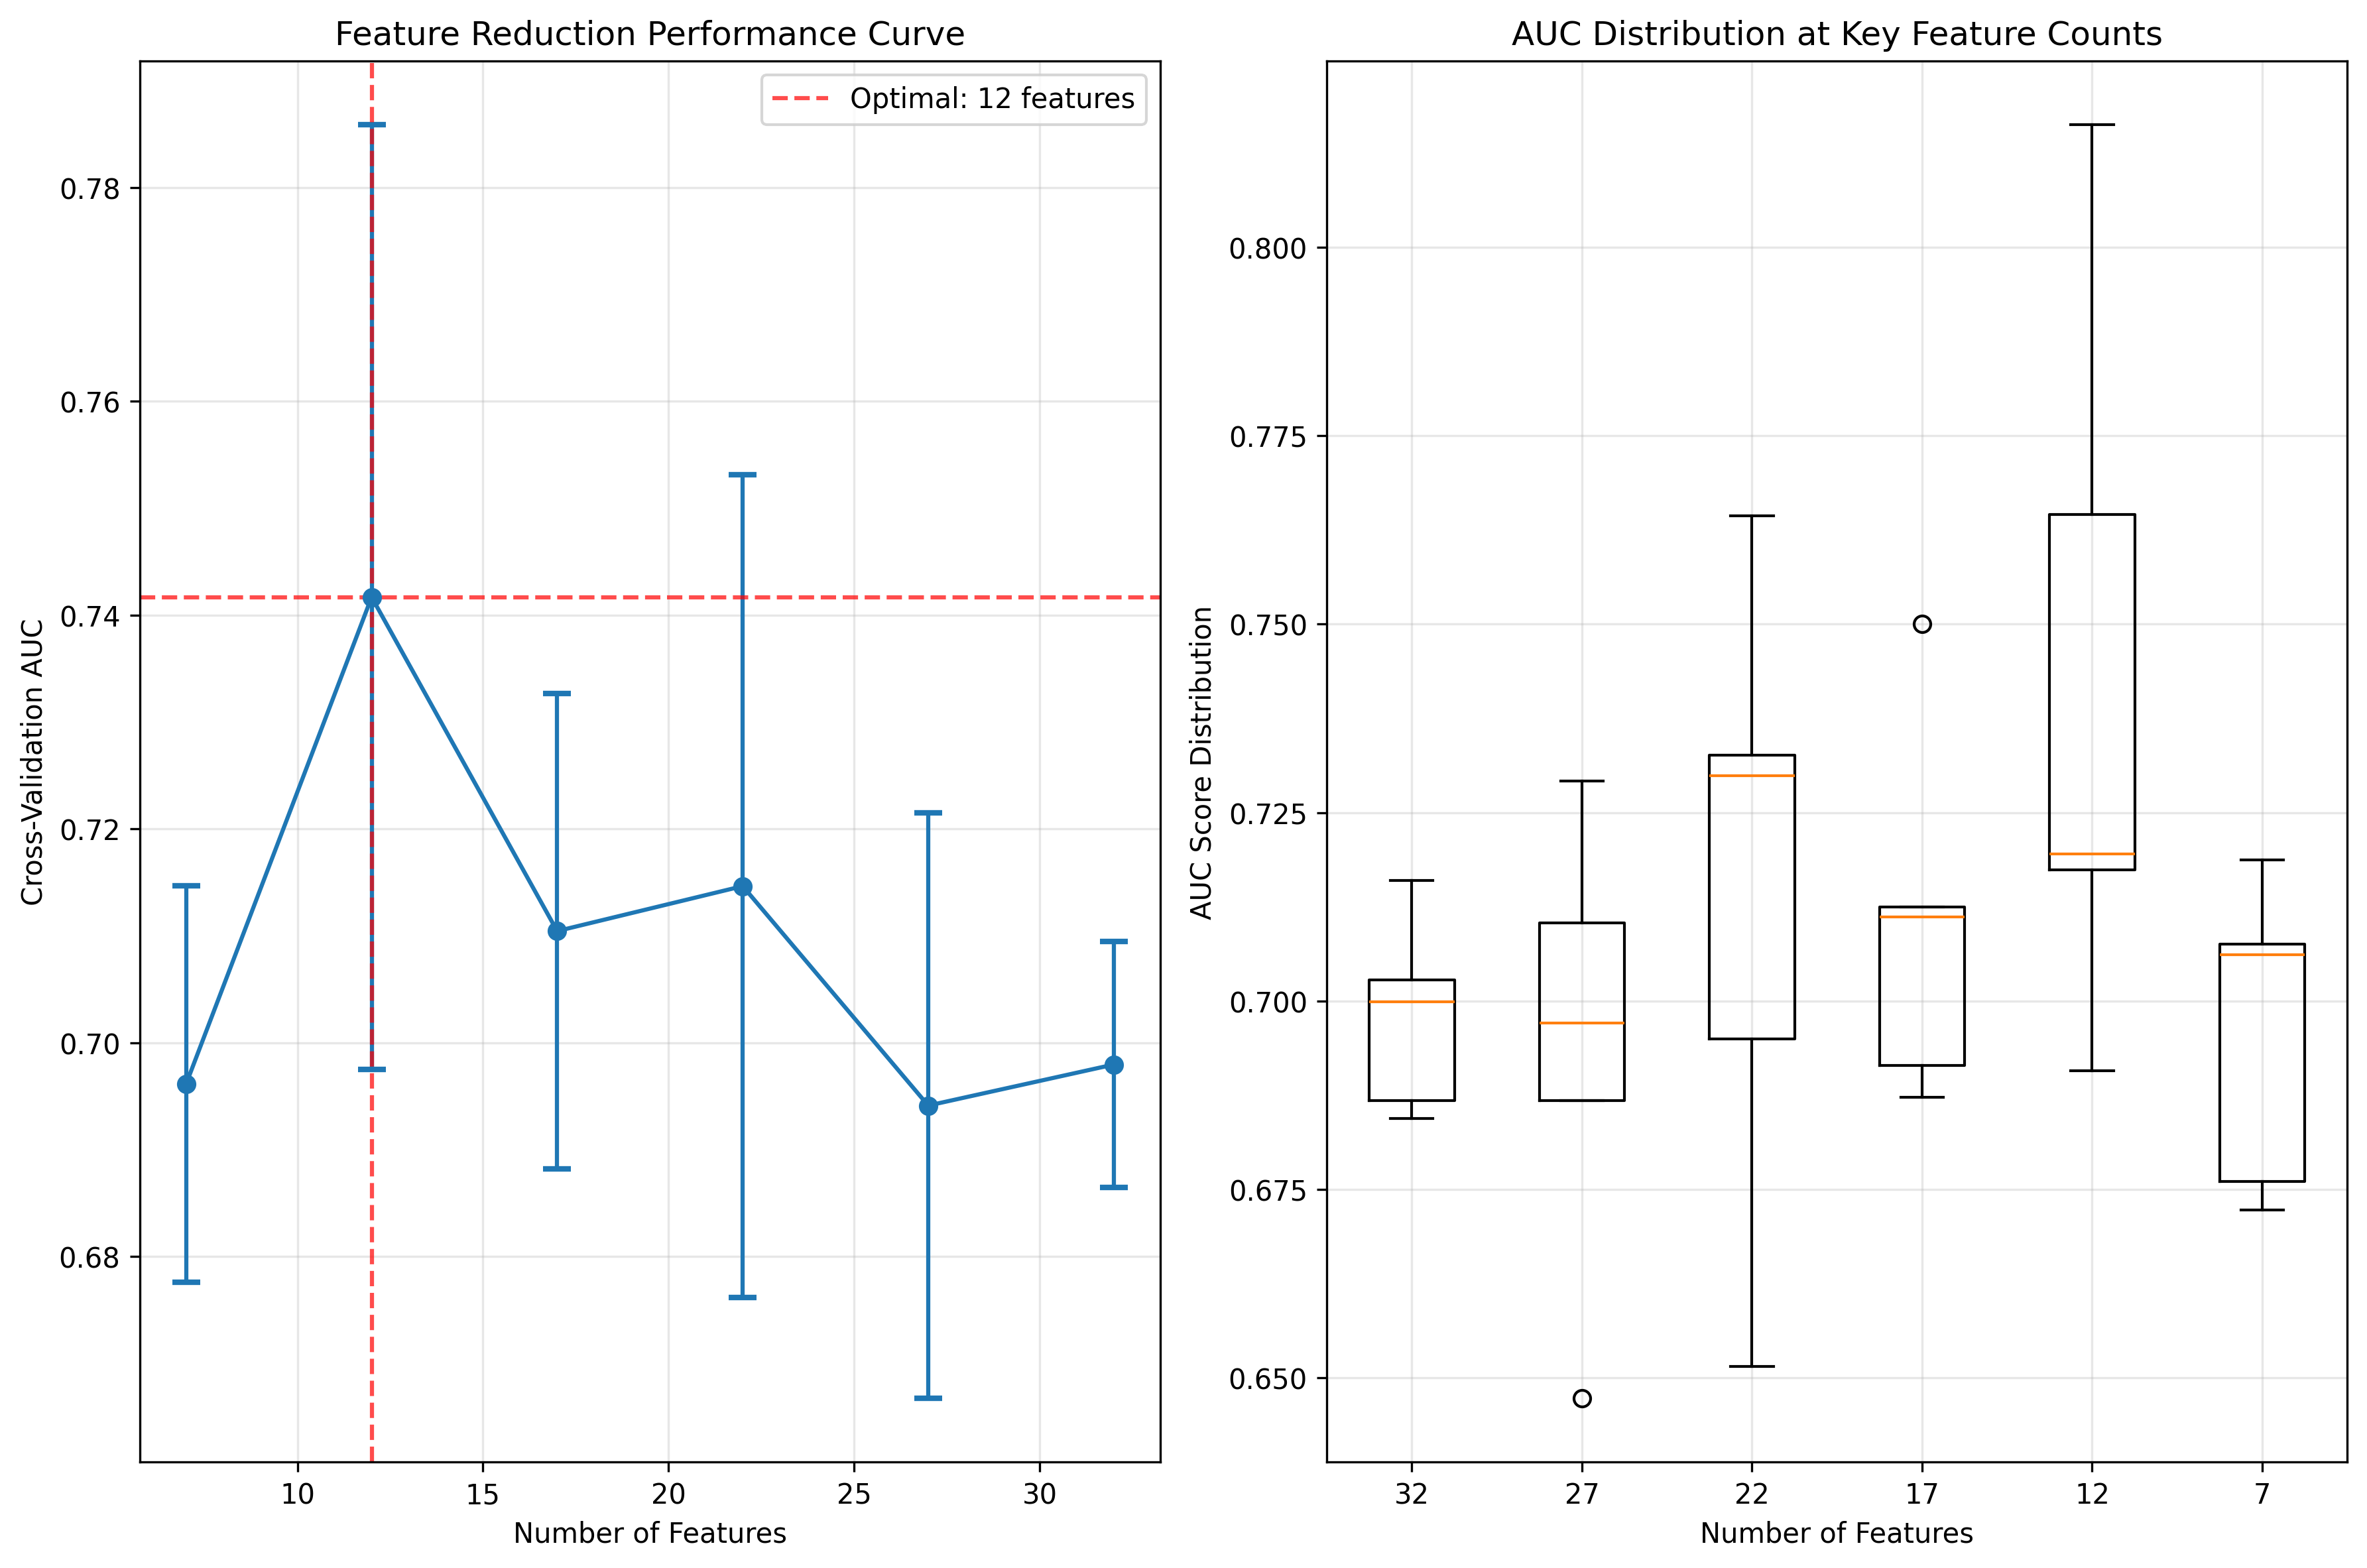 Feature Reduction Performance Curve
Optimal: 12 features
Cross-Validation AUC
0.78
0.76
0.74
0.72
0.70
0.68
10 15 20 25 30
Number of Features
AUC Distribution at Key Feature Counts
AUC Score Distribution
0.800
0.775
0.750
0.725
0.700
0.675
0.650
32 27 22 17 12 7
Number of Features